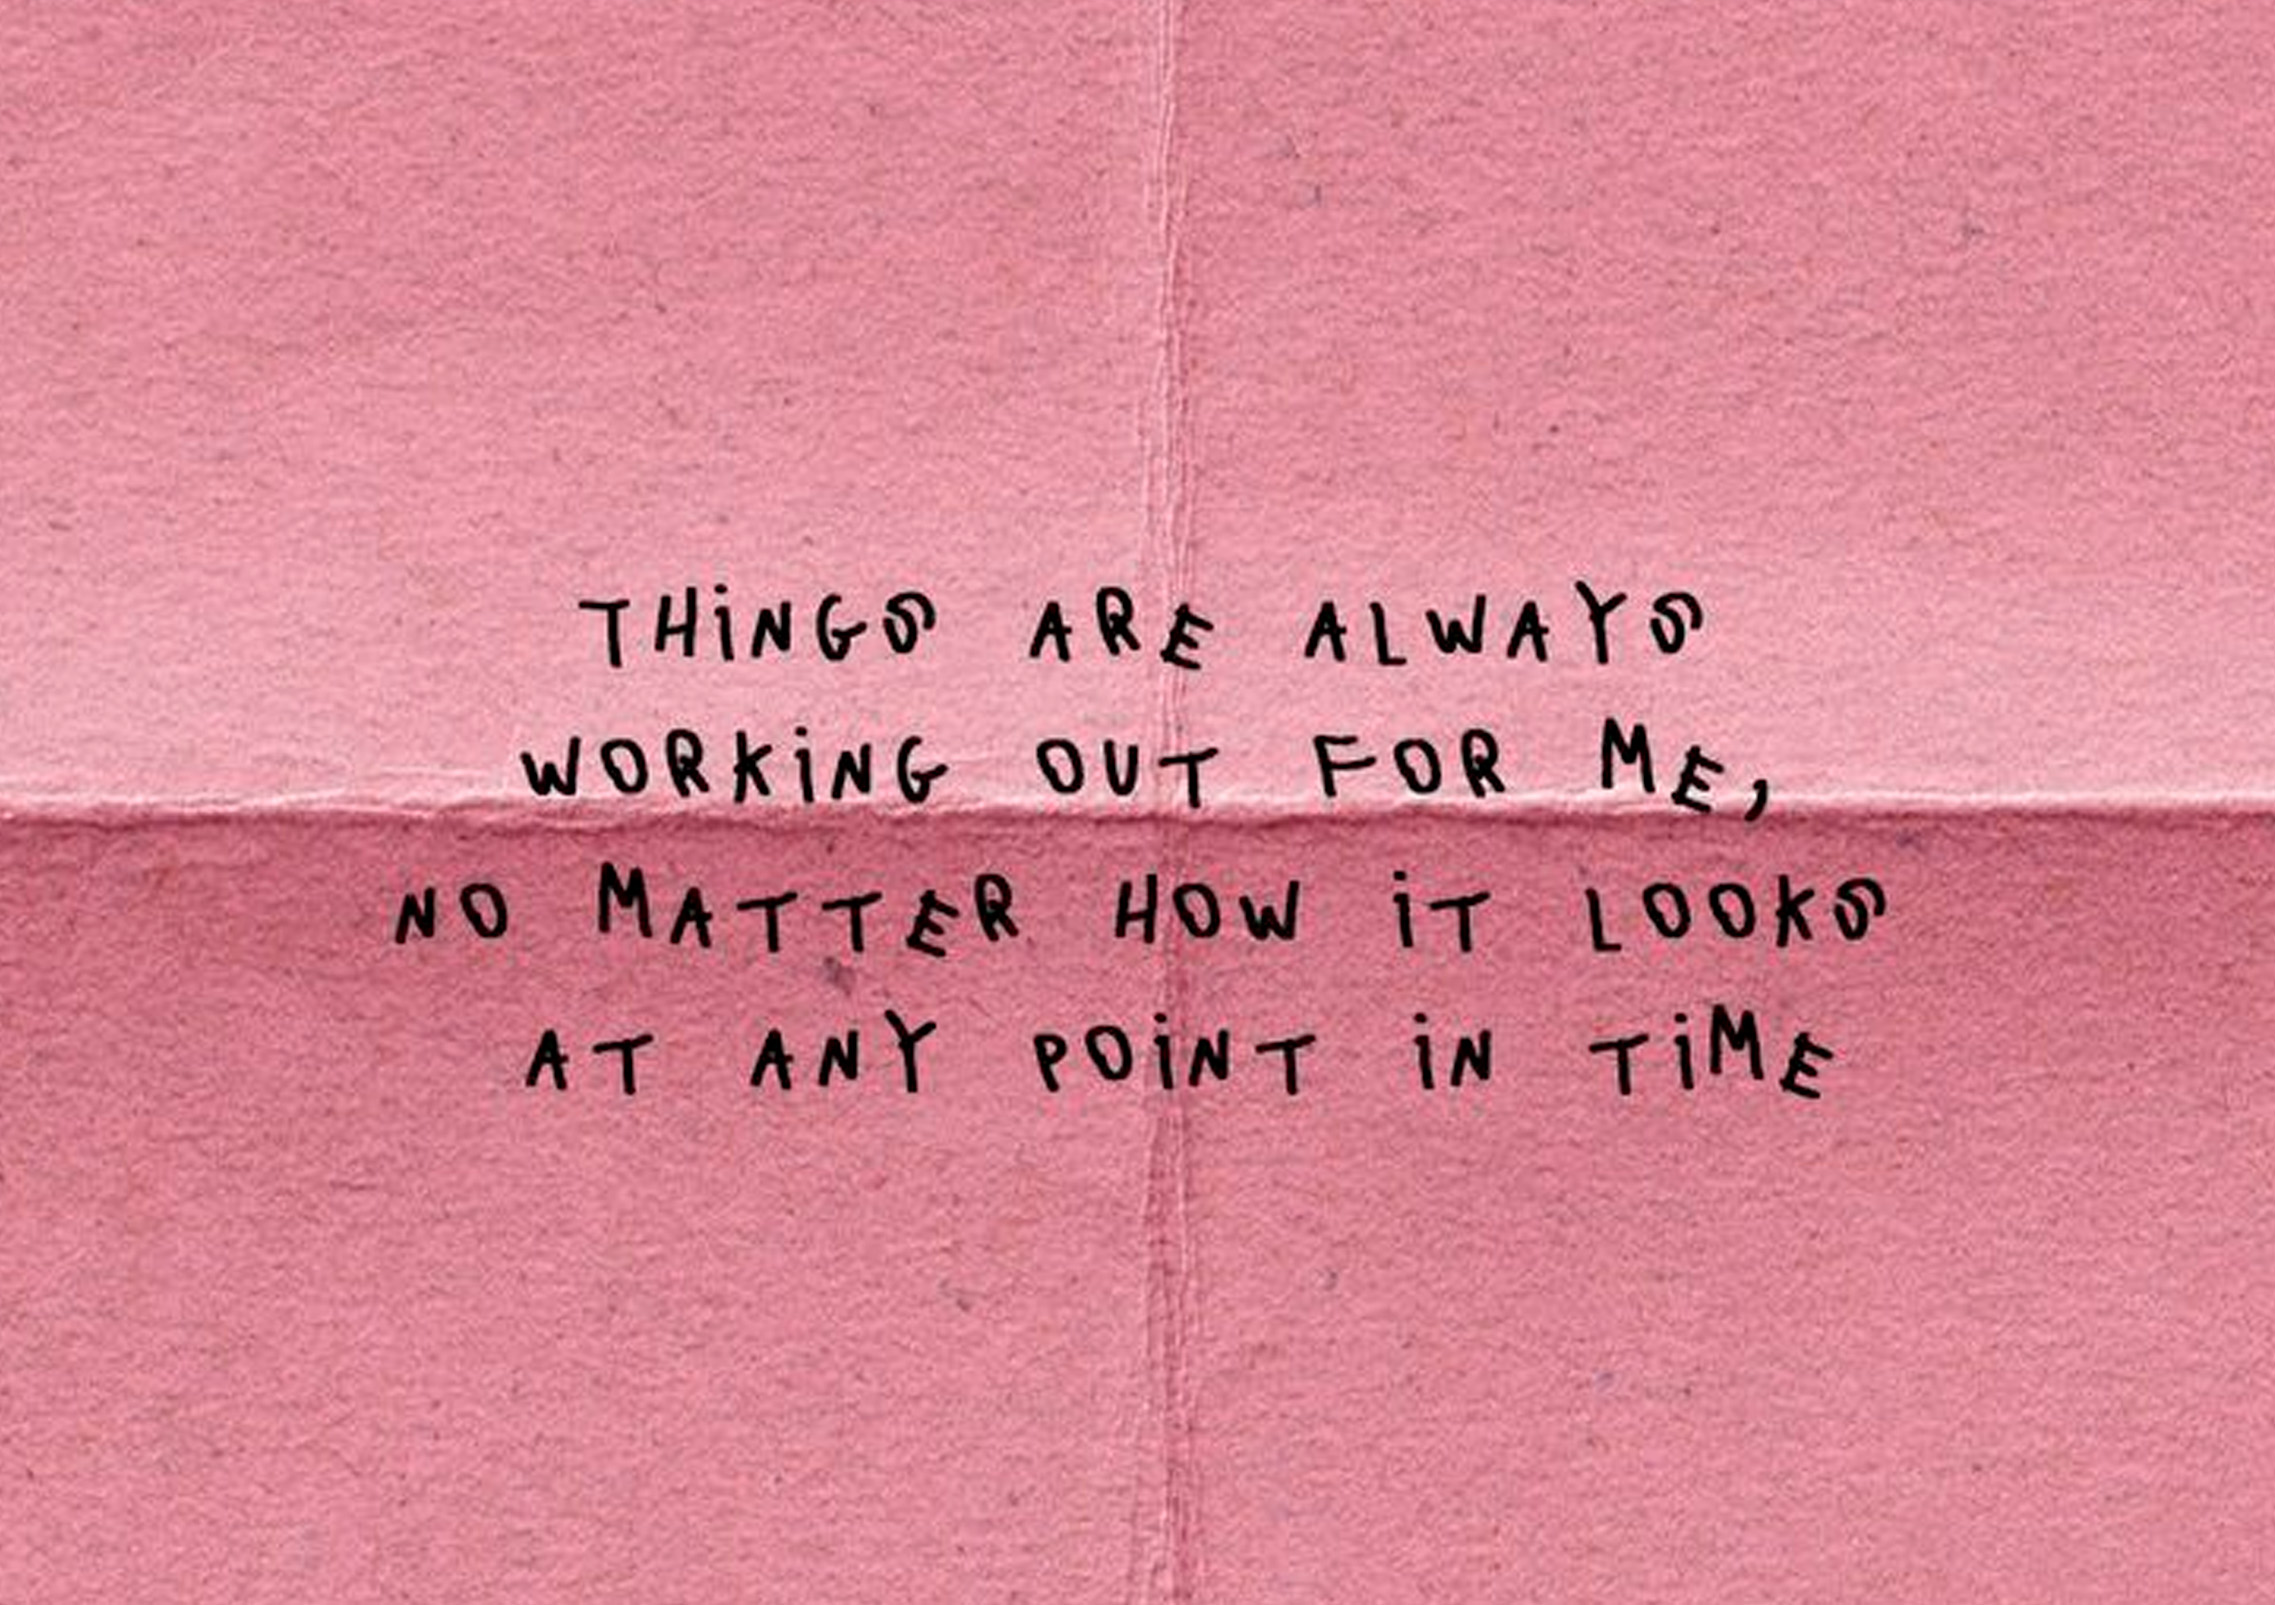 THiNGS ARE ALWAYS
WORKiNG OUT FOR ME,
NO MATTER HOW iT LOOKS
AT ANY POiNT iN TiME